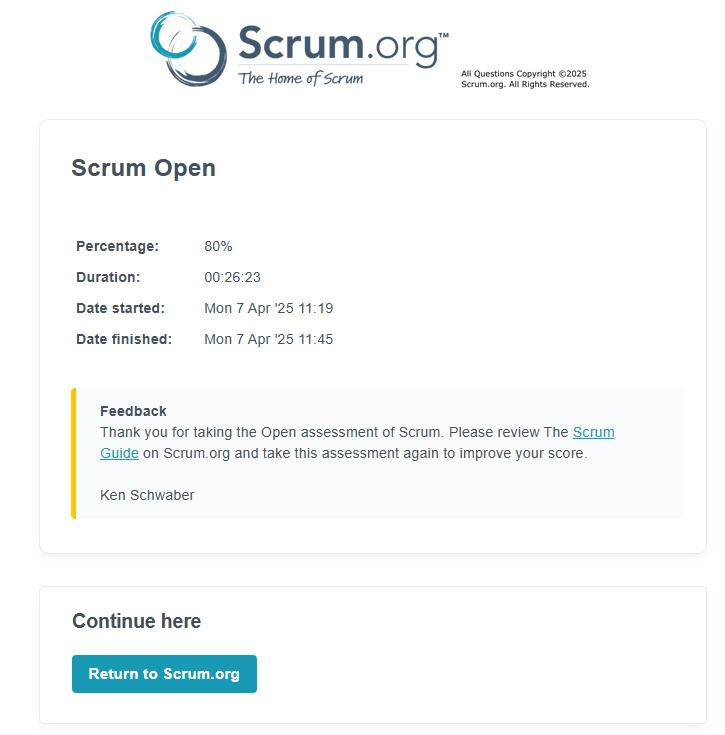 Scrum.org™
The Home of Scrum
All Questions Copyright ©2025
Scrum.org. All Rights Reserved.
Scrum Open
Percentage: 80%
Duration: 00:26:23
Date started: Mon 7 Apr '25 11:19
Date finished: Mon 7 Apr '25 11:45
Feedback
Thank you for taking the Open assessment of Scrum. Please review The Scrum
Guide on Scrum.org and take this assessment again to improve your score.
Ken Schwaber
Continue here
Return to Scrum.org